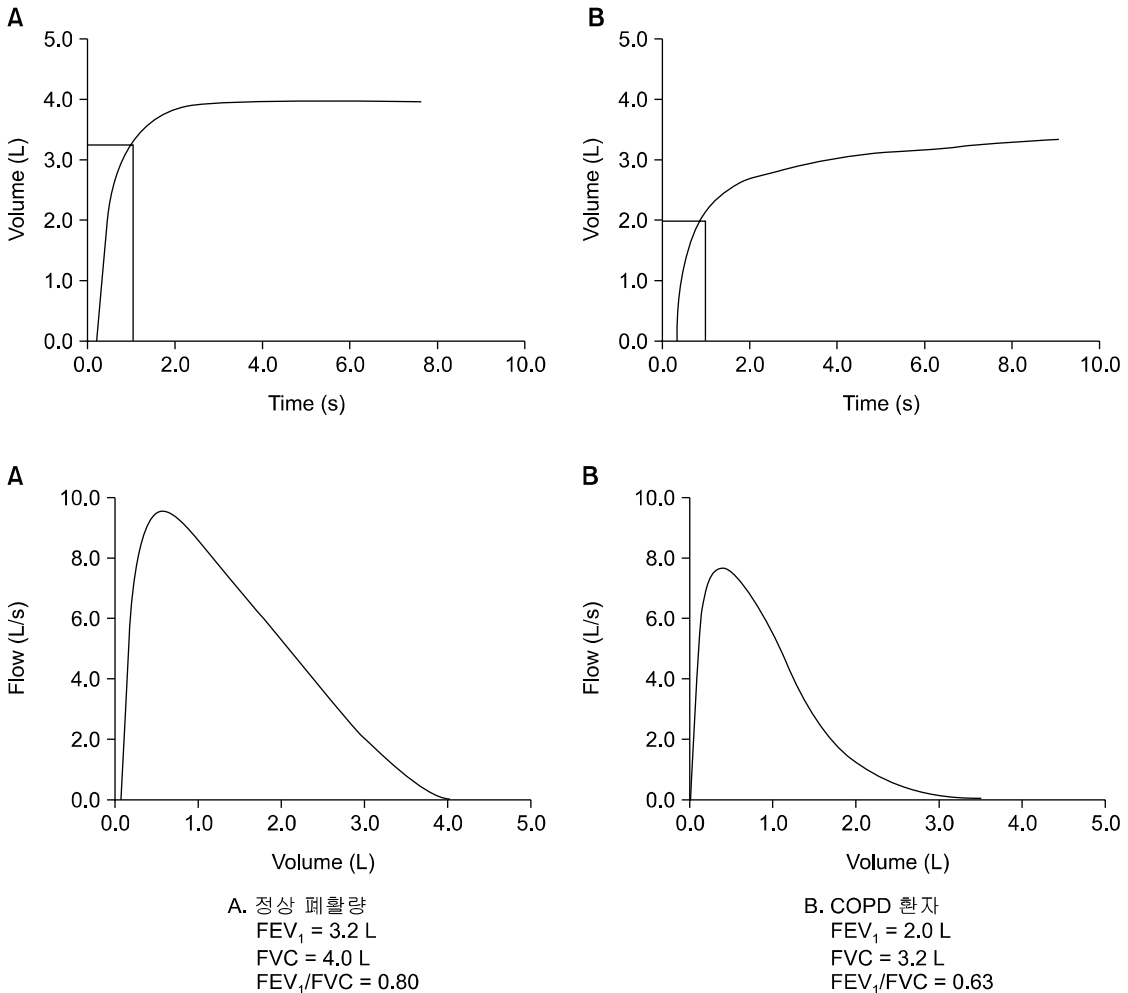 A
5.0
4.0
3.0
2.0
1.0
0.0
Volume (L)
0.0 2.0 4.0 6.0 8.0 10.0
Time (s)
B
5.0
4.0
3.0
2.0
1.0
0.0
Volume (L)
0.0 2.0 4.0 6.0 8.0 10.0
Time (s)
A
10.0
8.0
6.0
4.0
2.0
0.0
Flow (L/s)
0.0 1.0 2.0 3.0 4.0 5.0
Volume (L)
B
10.0
8.0
6.0
4.0
2.0
0.0
Flow (L/s)
0.0 1.0 2.0 3.0 4.0 5.0
Volume (L)
A. 정상 폐활량
FEV₁ = 3.2 L
FVC = 4.0 L
FEV₁/FVC = 0.80
B. COPD 환자
FEV₁ = 2.0 L
FVC = 3.2 L
FEV₁/FVC = 0.63